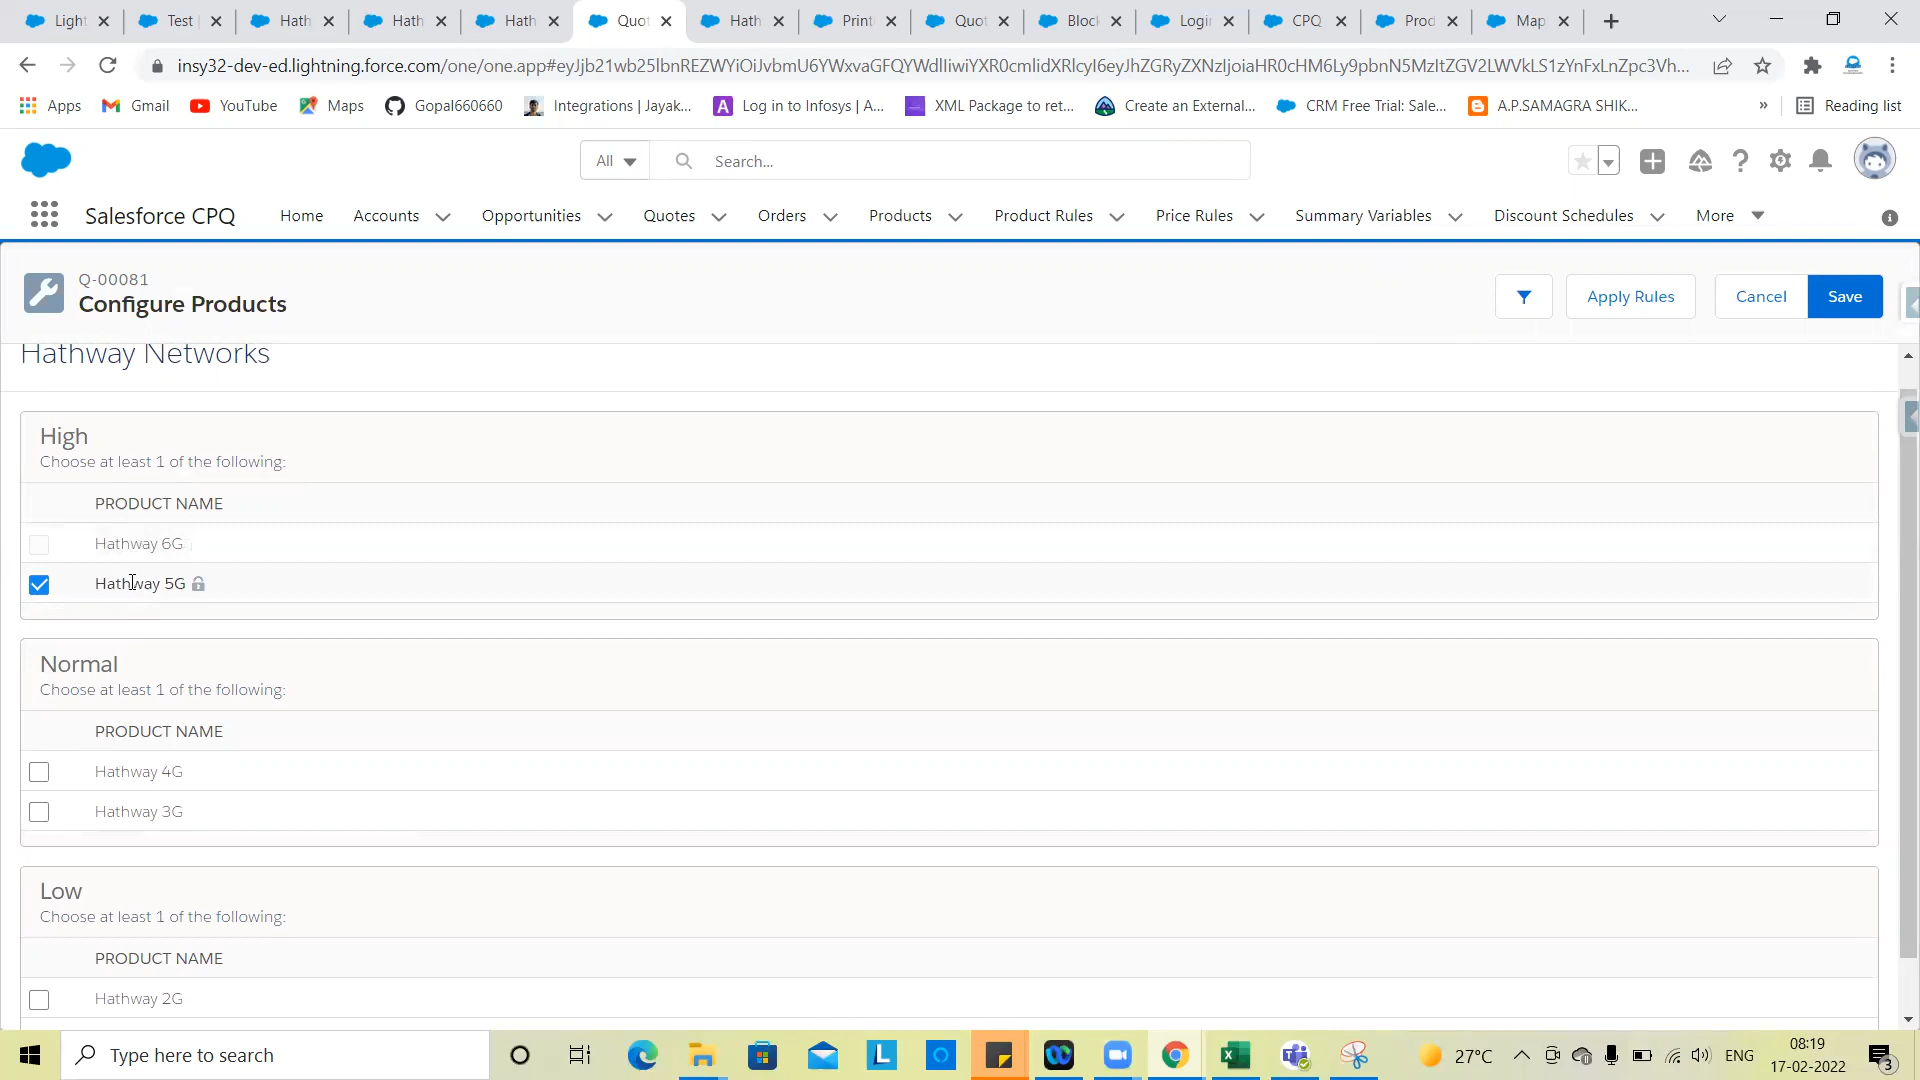 Light
Test
Hath
Hath
Hath
Quot
Hath
Print
Quot
Block
Login
CPQ
Prod
Map
insy32-dev-ed.lightning.force.com/one/one.app#eyJjb21wb25lbnREZWYiOiJvbmU6YWxvaGFQYWdlIiwiYXR0cmlidXRlcyI6eyJhZGRyZXNzIjoiaHR0cHM6Ly9pbnN5MzItZGV2LWVkLS1zYnFxLnZpc3Vh...
Apps
Gmail
YouTube
Maps
Gopal660060
Integrations | Jayak...
Log in to Infosys | A...
XML Package to ret...
Create an External...
CRM Free Trial: Sale...
A.P.SAMAGRA SHIK...
»
Reading list
All
Search...
Salesforce CPQ
Home
Accounts
Opportunities
Quotes
Orders
Products
Product Rules
Price Rules
Summary Variables
Discount Schedules
More
Q-00081
Configure Products
Apply Rules
Cancel
Save
Hathway Networks
High
Choose at least 1 of the following:
PRODUCT NAME
Hathway 6G
Hathway 5G
Normal
Choose at least 1 of the following:
PRODUCT NAME
Hathway 4G
Hathway 3G
Low
Choose at least 1 of the following:
PRODUCT NAME
Hathway 2G
Type here to search
27°C
ENG
08:19
17-02-2022
3